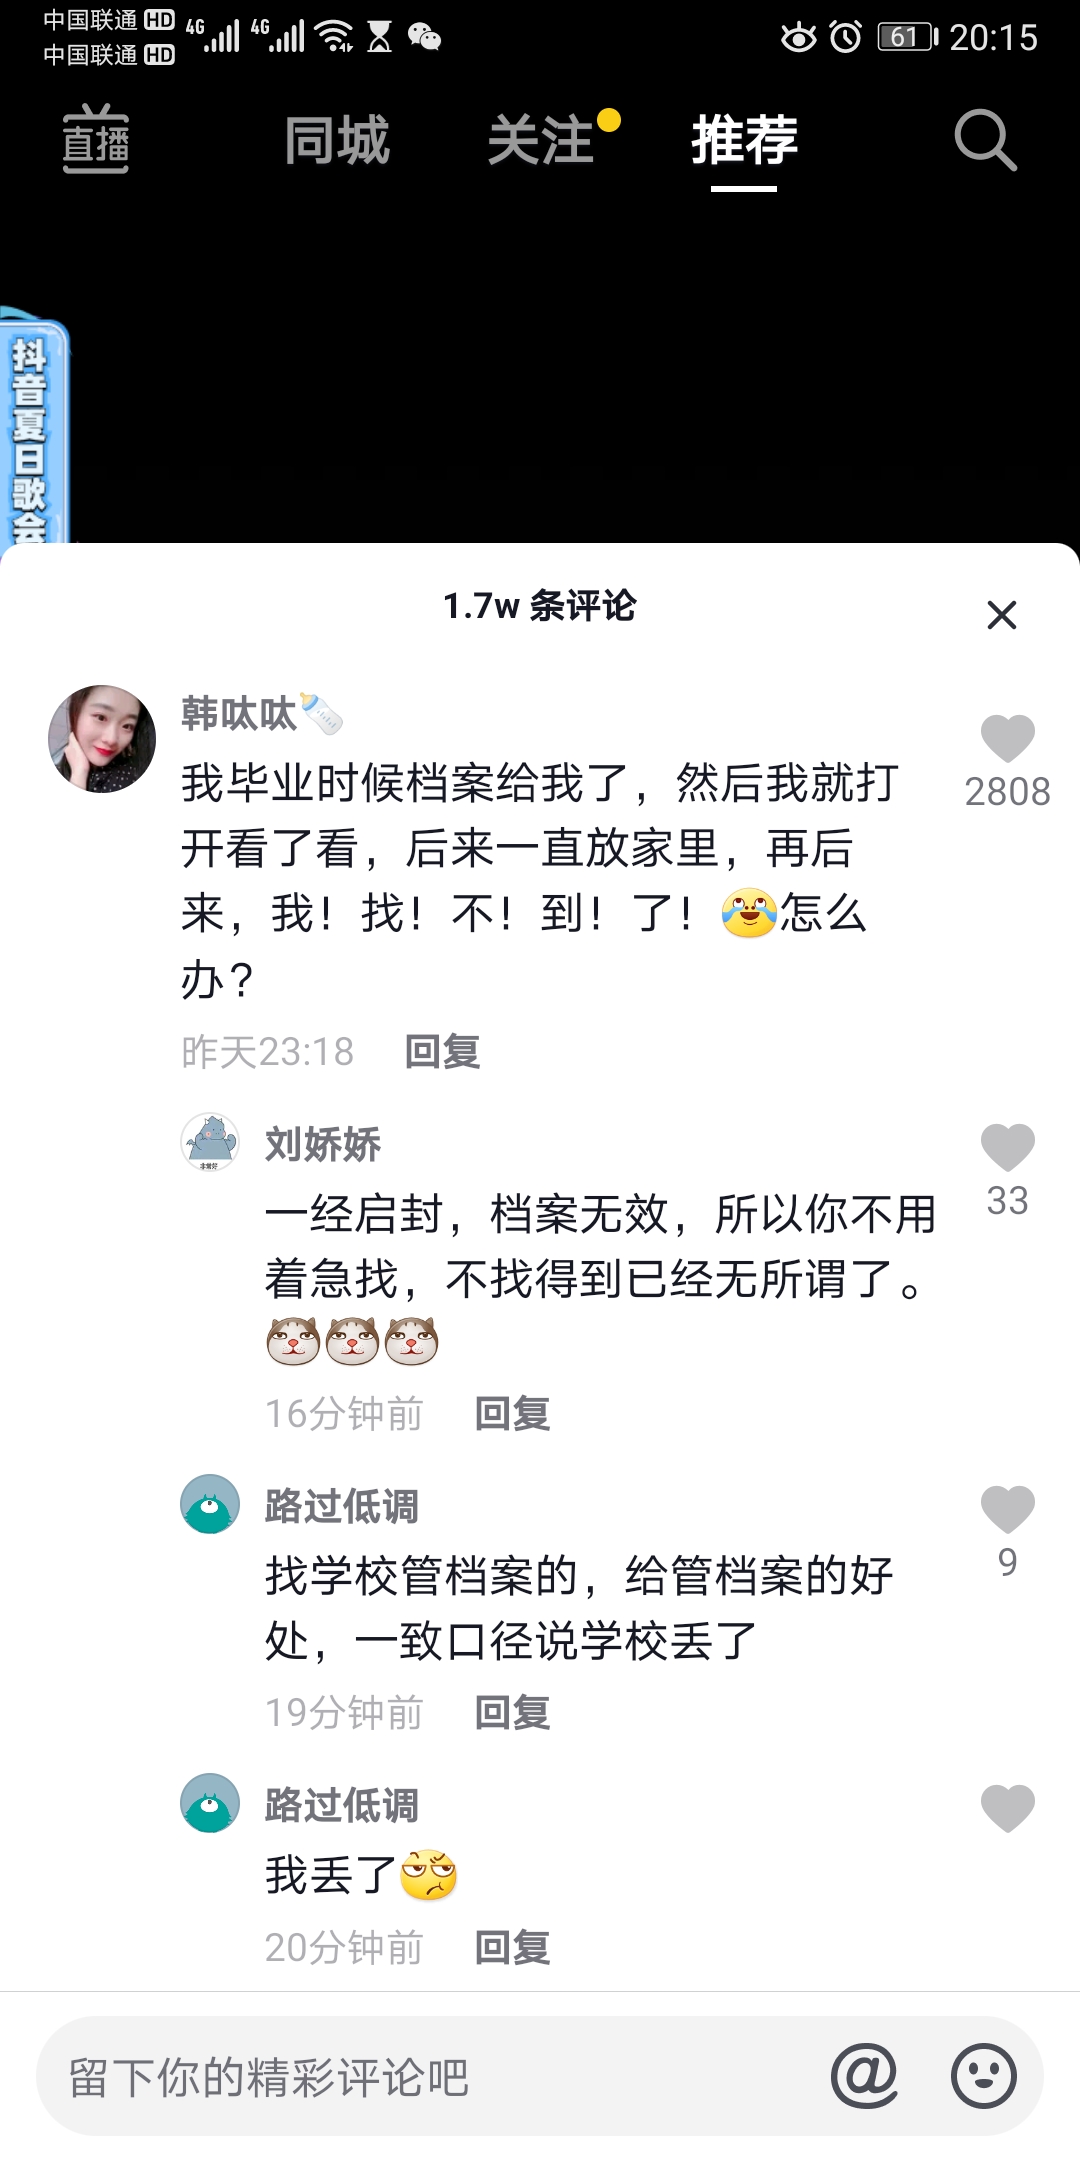 中国联通 HD 4G 4G 61 20:15
中国联通 HD
直播 同城 关注 推荐
抖音夏日歌会
1.7w 条评论
韩呔呔🍼
我毕业时候档案给我了，然后我就打
开看了看，后来一直放家里，再后
来，我！找！不！到！了！😂怎么
办？
2808
昨天23:18 回复
刘娇娇
一经启封，档案无效，所以你不用
着急找，不找得到已经无所谓了。
33
16分钟前 回复
路过低调
找学校管档案的，给管档案的好
处，一致口径说学校丢了
9
19分钟前 回复
路过低调
我丢了
20分钟前 回复
留下你的精彩评论吧 @